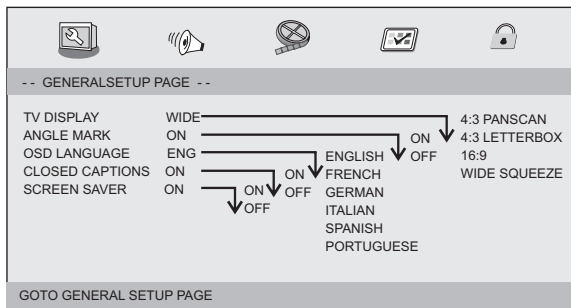 - - GENERALSETUP PAGE - -
TV DISPLAY WIDE 4:3 PANSCAN
ANGLE MARK ON ON 4:3 LETTERBOX
OSD LANGUAGE ENG ENGLISH OFF 16:9
CLOSED CAPTIONS ON ON FRENCH WIDE SQUEEZE
SCREEN SAVER ON ON OFF GERMAN
OFF ITALIAN
SPANISH
PORTUGUESE
GOTO GENERAL SETUP PAGE